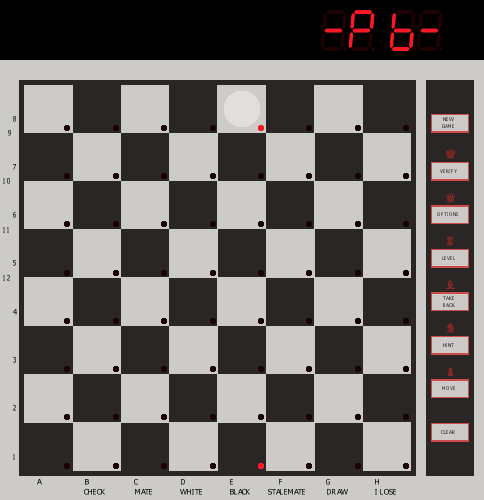 -Pb-
8
NEW
GAME
9
7
VERIFY
10
6
OPTIONS
11
5
LEVEL
12
4
TAKE
BACK
3
HINT
2
MOVE
CLEAR
1
A B C D E F G H
CHECK MATE WHITE BLACK STALEMATE DRAW I LOSE